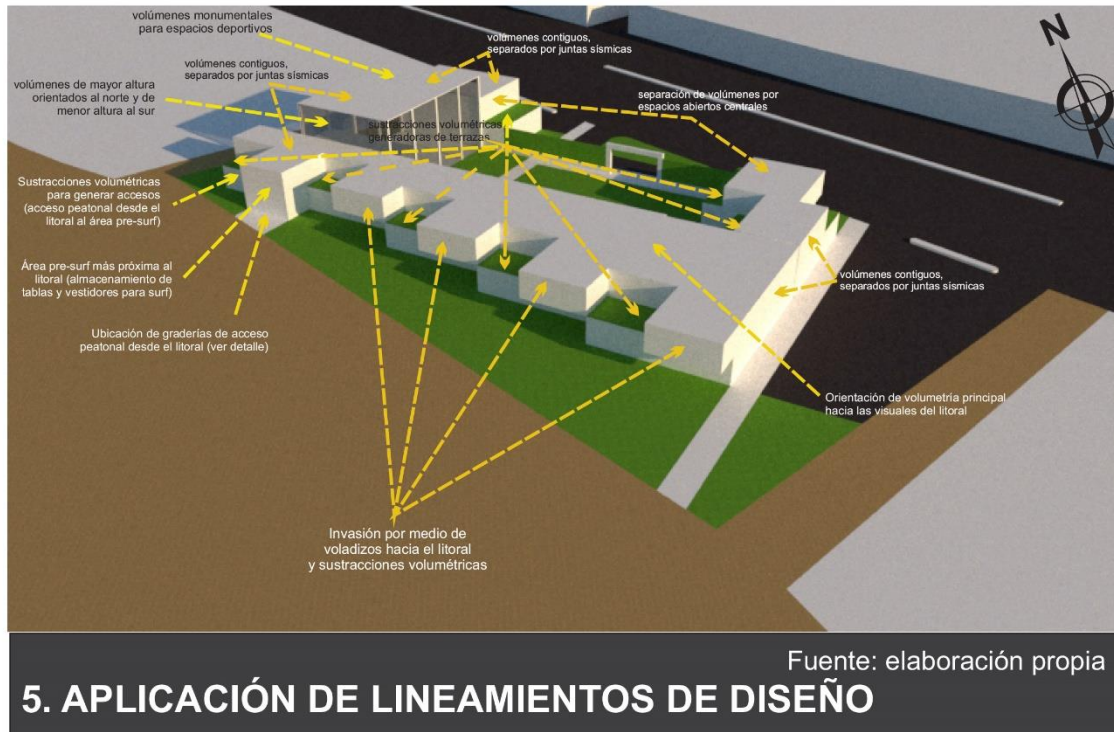 volúmenes monumentales
para espacios deportivos
volúmenes contiguos,
separados por juntas sísmicas
volúmenes contiguos,
separados por juntas sísmicas
N
volúmenes de mayor altura
orientados al norte y de
menor altura al sur
separación de volúmenes por
espacios abiertos centrales
sustracciones volumétricas
generadoras de terrazas
Sustracciones volumétricas
para generar accesos
(acceso peatonal desde el
litoral al área pre-surf)
Área pre-surf más próxima al
litoral (almacenamiento de
tablas y vestidores para surf)
volúmenes contiguos,
separados por juntas sísmicas
Ubicación de graderías de acceso
peatonal desde el litoral (ver detalle)
Orientación de volumetría principal
hacia las visuales del litoral
Invasión por medio de
voladizos hacia el litoral
y sustracciones volumétricas
Fuente: elaboración propia
5. APLICACIÓN DE LINEAMIENTOS DE DISEÑO